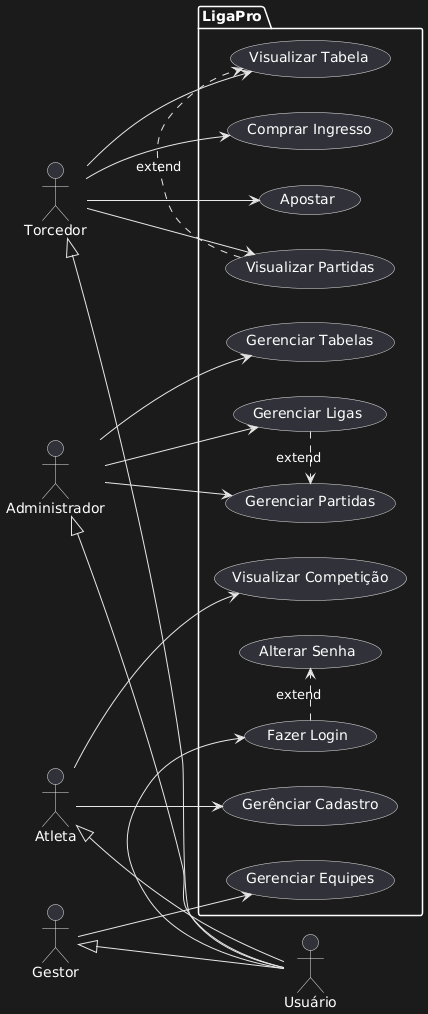 LigaPro
Visualizar Tabela
Comprar Ingresso
extend
Apostar
Torcedor
Visualizar Partidas
Gerenciar Tabelas
Gerenciar Ligas
extend
Gerenciar Partidas
Administrador
Visualizar Competição
Alterar Senha
extend
Fazer Login
Gerênciar Cadastro
Atleta
Gerenciar Equipes
Gestor
Usuário